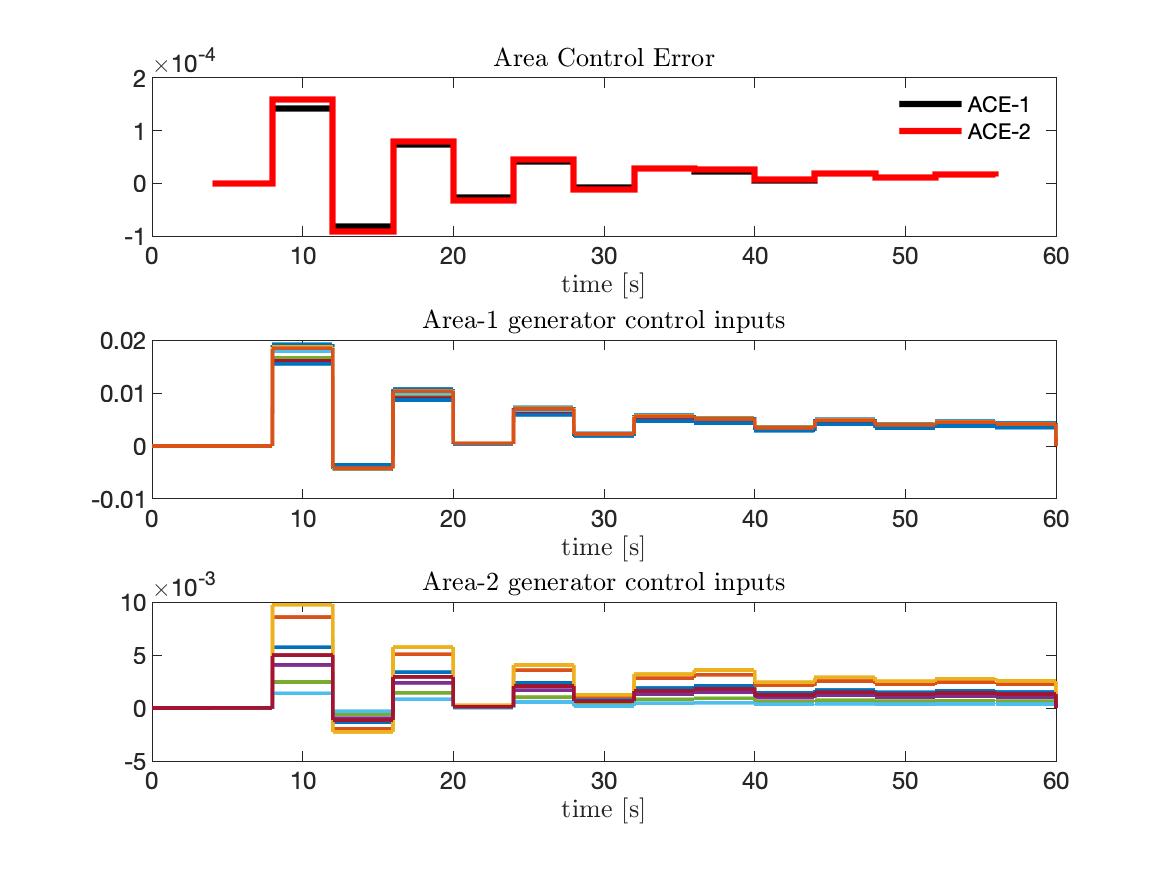 Area Control Error
×10-4
2
1
0
-1
ACE-1
ACE-2
0 10 20 30 40 50 60
time [s]
Area-1 generator control inputs
0.02
0.01
0
-0.01
0 10 20 30 40 50 60
time [s]
Area-2 generator control inputs
×10-3
10
5
0
-5
0 10 20 30 40 50 60
time [s]